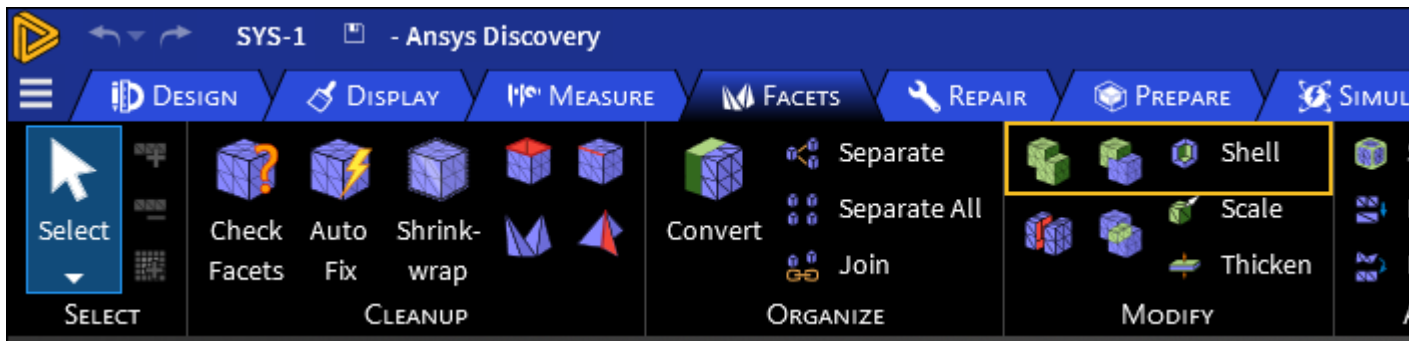 SYS-1 - Ansys Discovery
DESIGN DISPLAY MEASURE FACETS REPAIR PREPARE
Select
Check Facets
Auto Fix
Shrink-
wrap
Convert
Separate
Separate All
Join
Shell
Scale
Thicken
SELECT CLEANUP ORGANIZE MODIFY